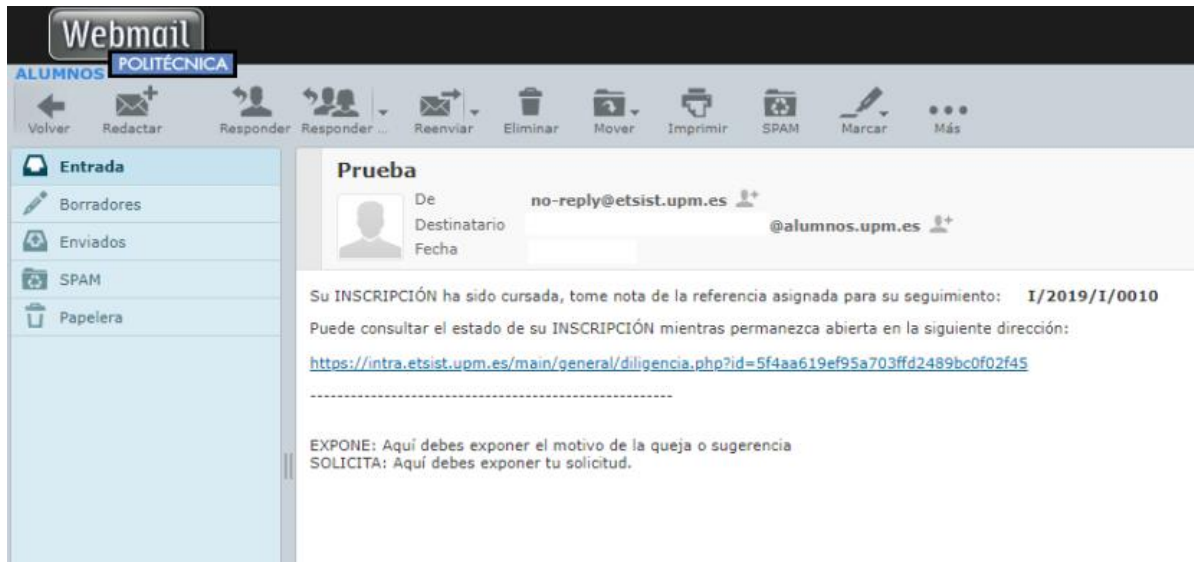 Webmail
POLITÉCNICA
ALUMNOS
Volver Redactar Responder Responder ... Reenviar Eliminar Mover Imprimir SPAM Marcar Más
Entrada
Borradores
Enviados
SPAM
Papelera
Prueba
De no-reply@etsist.upm.es
Destinatario @alumnos.upm.es
Fecha
Su INSCRIPCIÓN ha sido cursada, tome nota de la referencia asignada para su seguimiento: I/2019/I/0010
Puede consultar el estado de su INSCRIPCIÓN mientras permanezca abierta en la siguiente dirección:
https://intra.etsist.upm.es/main/general/diligencia.php?id=5f4aa619ef95a703ffd2489bc0f02f45
-------------------------------------------------------
EXPONE: Aquí debes exponer el motivo de la queja o sugerencia
SOLICITA: Aquí debes exponer tu solicitud.